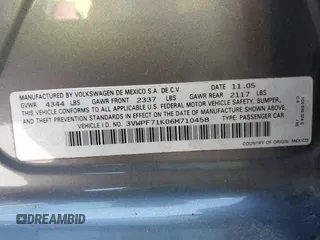 MANUFACTURED BY VOLKSWAGEN DE MEXICO S.A. DE C.V. 11.05
GVWR 4344 LBS GAWR FRONT 2337 LBS GAWR REAR 2117 LBS
THIS VEHICLE CONFORMS TO ALL APPLICABLE U.S. FEDERAL MOTOR VEHICLE SAFETY, BUMPER,
AND THEFT PREVENTION STANDARDS IN EFFECT ON THE DATE OF MANUFACTURE SHOWN ABOVE.
VEHICLE I.D. NO.: 3VWPF71K06M710458 TYPE: PASSENGER CAR
COUNTRY OF ORIGIN: MEXICO
© IAAI/BIDMAD